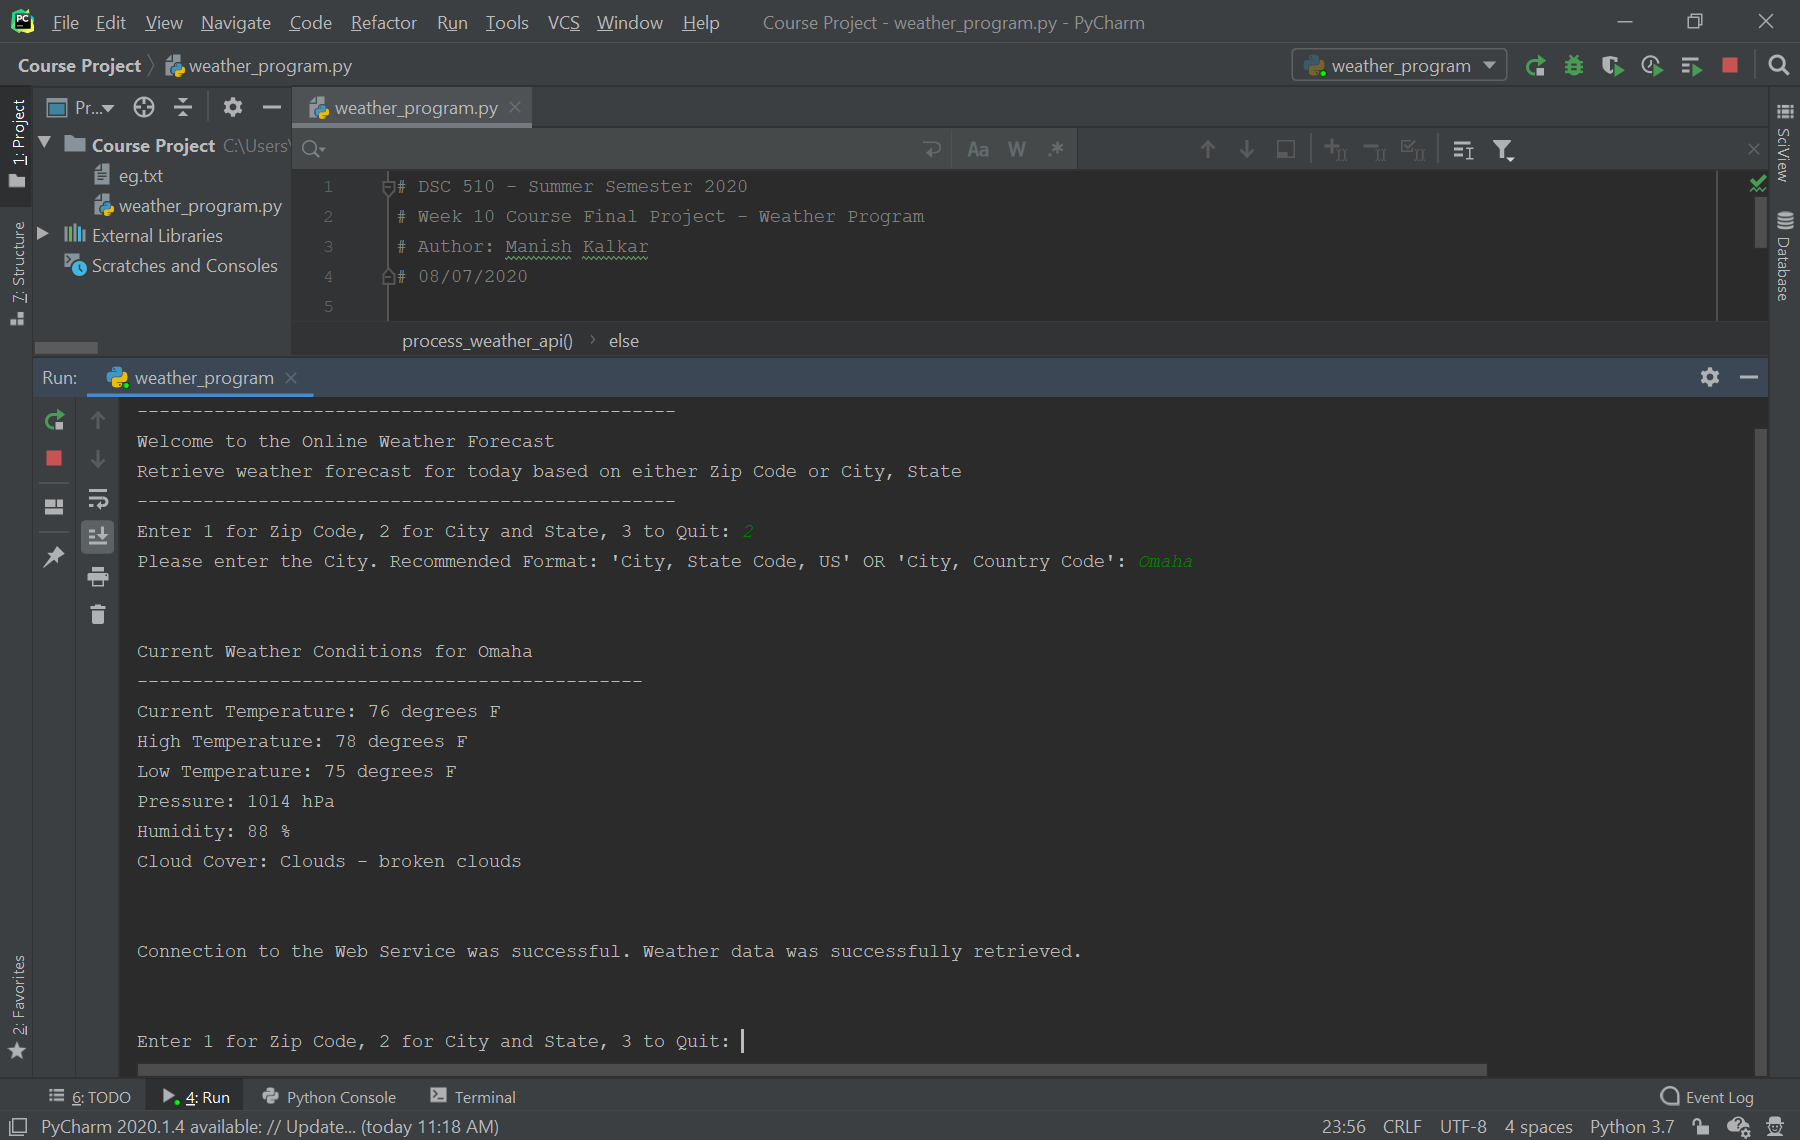 PC File Edit View Navigate Code Refactor Run Tools VCS Window Help Course Project - weather_program.py - PyCharm
Course Project weather_program.py weather_program
Pr... weather_program.py
1: Project
Course Project C:\Users\
eg.txt
weather_program.py
External Libraries
Scratches and Consoles
7: Structure
Aa W .*
1 # DSC 510 - Summer Semester 2020
2 # Week 10 Course Final Project - Weather Program
3 # Author: Manish Kalkar
4 # 08/07/2020
5
process_weather_api() › else
SciView
Database
Run: weather_program
-------------------------------------------------
Welcome to the Online Weather Forecast
Retrieve weather forecast for today based on either Zip Code or City, State
-------------------------------------------------
Enter 1 for Zip Code, 2 for City and State, 3 to Quit: 2
Please enter the City. Recommended Format: 'City, State Code, US' OR 'City, Country Code': Omaha
Current Weather Conditions for Omaha
----------------------------------------------
Current Temperature: 76 degrees F
High Temperature: 78 degrees F
Low Temperature: 75 degrees F
Pressure: 1014 hPa
Humidity: 88 %
Cloud Cover: Clouds - broken clouds
Connection to the Web Service was successful. Weather data was successfully retrieved.
Enter 1 for Zip Code, 2 for City and State, 3 to Quit:
2: Favorites
6: TODO 4: Run Python Console Terminal Event Log
PyCharm 2020.1.4 available: // Update... (today 11:18 AM) 23:56 CRLF UTF-8 4 spaces Python 3.7